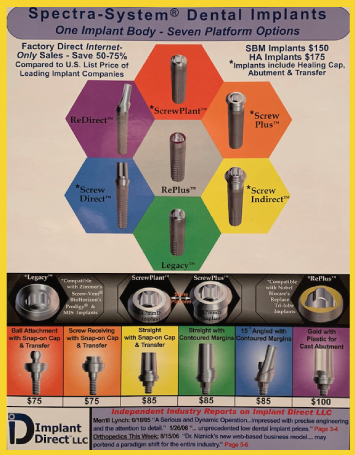 Spectra-System® Dental Implants
One Implant Body - Seven Platform Options
Factory Direct Internet-
Only Sales - Save 50-75%
Compared to U.S. List Price of
Leading Implant Companies
SBM Implants $150
HA Implants $175
*Implants include Healing Cap,
Abutment & Transfer
*ScrewPlant™
ReDirect™
*Screw
Plus™
RePlus™
*Screw
Direct™
*Screw
Indirect™
Legacy™
*Legacy™
*Compatible
with Zimmer's
Screw-Vent®
BioHorizon's
Prodigy® &
MIS Implants
ScrewPlant™
ScrewPlus™
*Compatible
with Nobel
Biocare's
Replace
Tri-lobe
Implants
*RePlus™
Ball Attachment
with Snap-on Cap
& Transfer
$75
Screw Receiving
with Snap-on Cap
& Transfer
$75
Straight
with Snap-on Cap
& Transfer
$85
Straight with
Contoured Margins
$85
15° Angled with
Contoured Margins
$85
Gold with
Plastic for
Cast Abutment
$100
Implant
Direct LLC
Independent Industry Reports on Implant Direct LLC
Merrill Lynch: 6/18/05 "A Serious and Dynamic Operation...impressed with precise engineering
and the attention to detail." 1/26/06 "... unprecedented low dental implant costs." Page 3-4
Orthopedics This Week: 8/15/06 "Dr. Niznick's new web-based business model.... may
portend a paradigm shift for the entire industry." Page 5-6